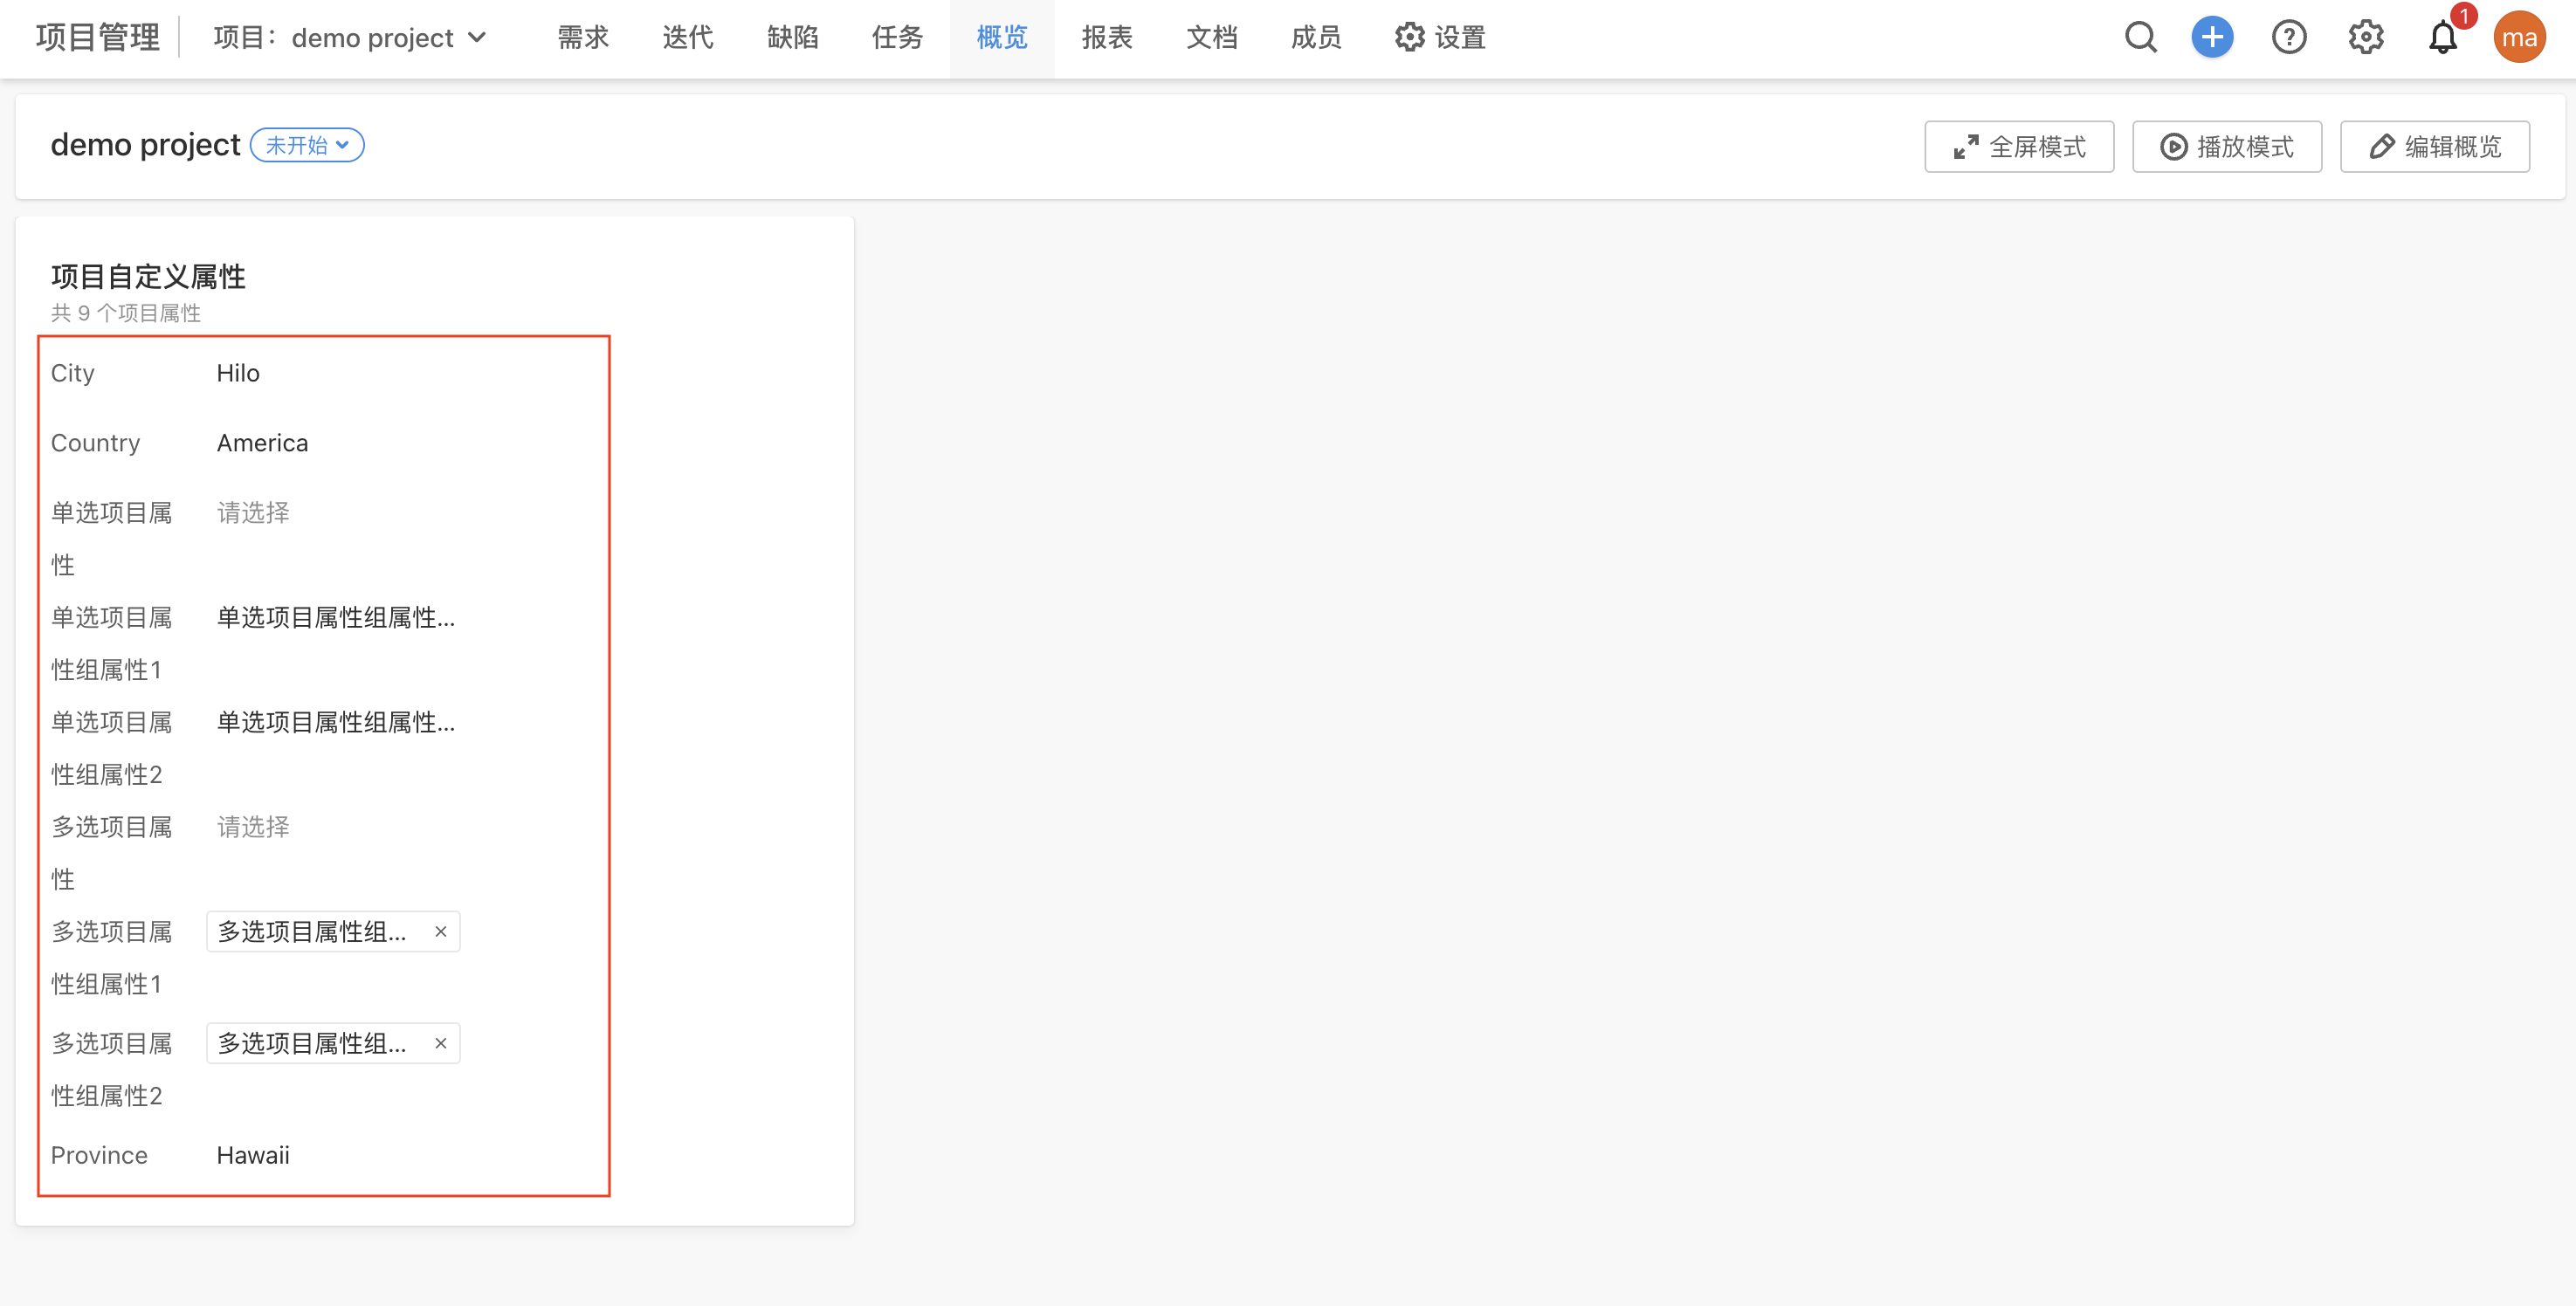 项目管理 项目: demo project 需求 迭代 缺陷 任务 概览 报表 文档 成员 设置 1 ma
demo project 未开始 全屏模式 播放模式 编辑概览
项目自定义属性
共 9 个项目属性
City Hilo
Country America
单选项目属 请选择
性
单选项目属 单选项目属性组属性...
性组属性1
单选项目属 单选项目属性组属性...
性组属性2
多选项目属 请选择
性
多选项目属 多选项目属性组... ×
性组属性1
多选项目属 多选项目属性组... ×
性组属性2
Province Hawaii